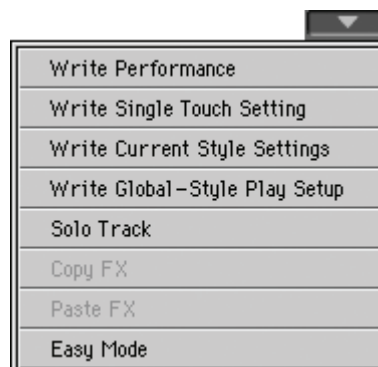 Write Performance
Write Single Touch Setting
Write Current Style Settings
Write Global-Style Play Setup
Solo Track
Copy FX
Paste FX
Easy Mode